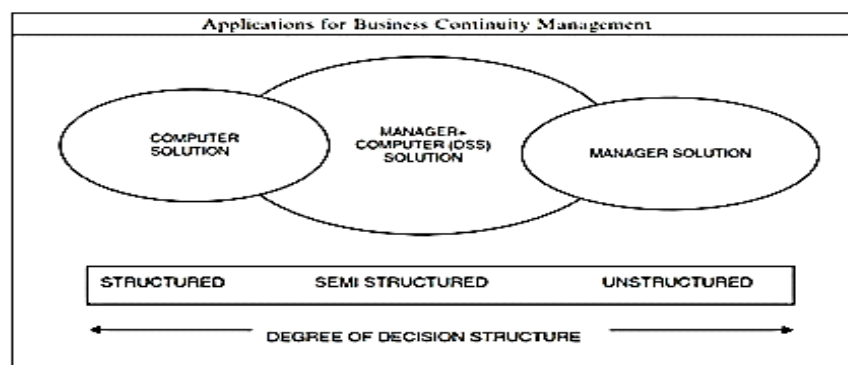 Applications for Business Continuity Management
COMPUTER
SOLUTION
MANAGER+
COMPUTER (DSS)
SOLUTION
MANAGER SOLUTION
STRUCTURED SEMI STRUCTURED UNSTRUCTURED
DEGREE OF DECISION STRUCTURE